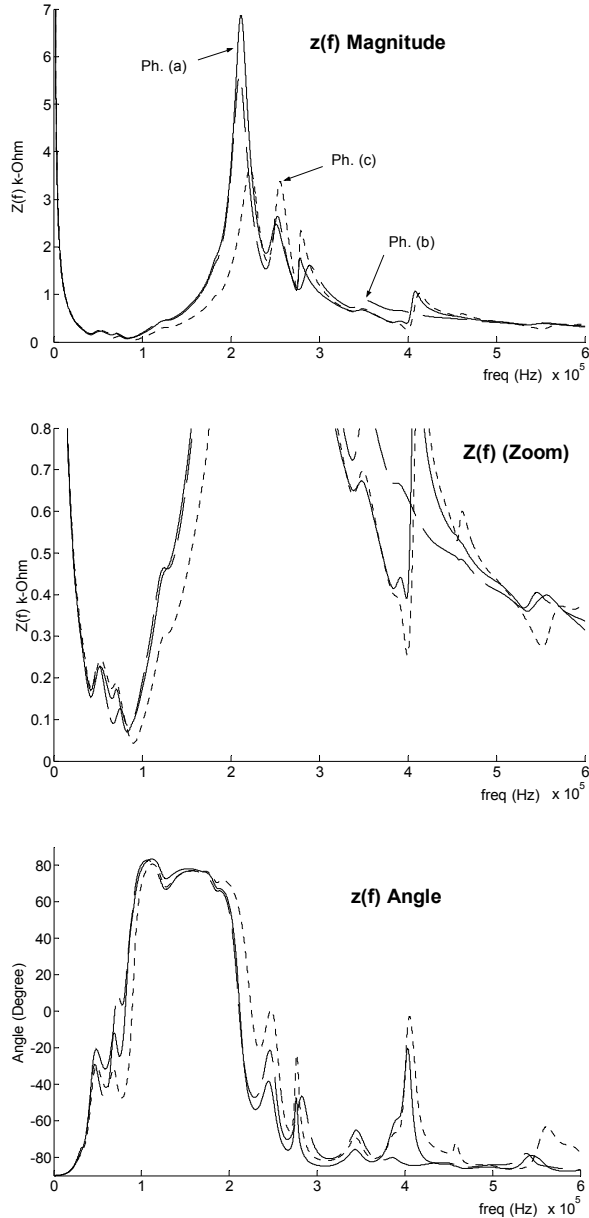 z(f) Magnitude
7
6
5
4
3
2
1
0
Z(f) k-Ohm
Ph. (a)
Ph. (c)
Ph. (b)
0 1 2 3 4 5 6
freq (Hz) x 10^5
Z(f) (Zoom)
0.8
0.7
0.6
0.5
0.4
0.3
0.2
0.1
0
Z(f) k-Ohm
0 1 2 3 4 5 6
freq (Hz) x 10^5
z(f) Angle
80
60
40
20
0
-20
-40
-60
-80
Angle (Degree)
0 1 2 3 4 5 6
freq (Hz) x 10^5